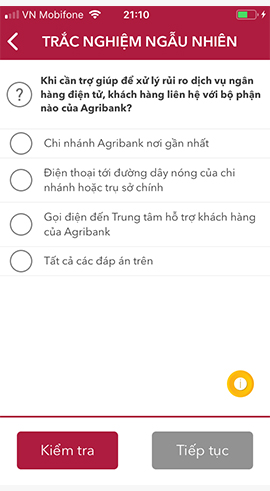 VN Mobifone 21:10
TRẮC NGHIỆM NGẪU NHIÊN
Khi cần trợ giúp để xử lý rủi ro dịch vụ ngân
hàng điện tử, khách hàng liên hệ với bộ phận
nào của Agribank?
Chi nhánh Agribank nơi gần nhất
Điện thoại tới đường dây nóng của chi
nhánh hoặc trụ sở chính
Gọi điện đến Trung tâm hỗ trợ khách hàng
của Agribank
Tất cả các đáp án trên
Kiểm tra
Tiếp tục